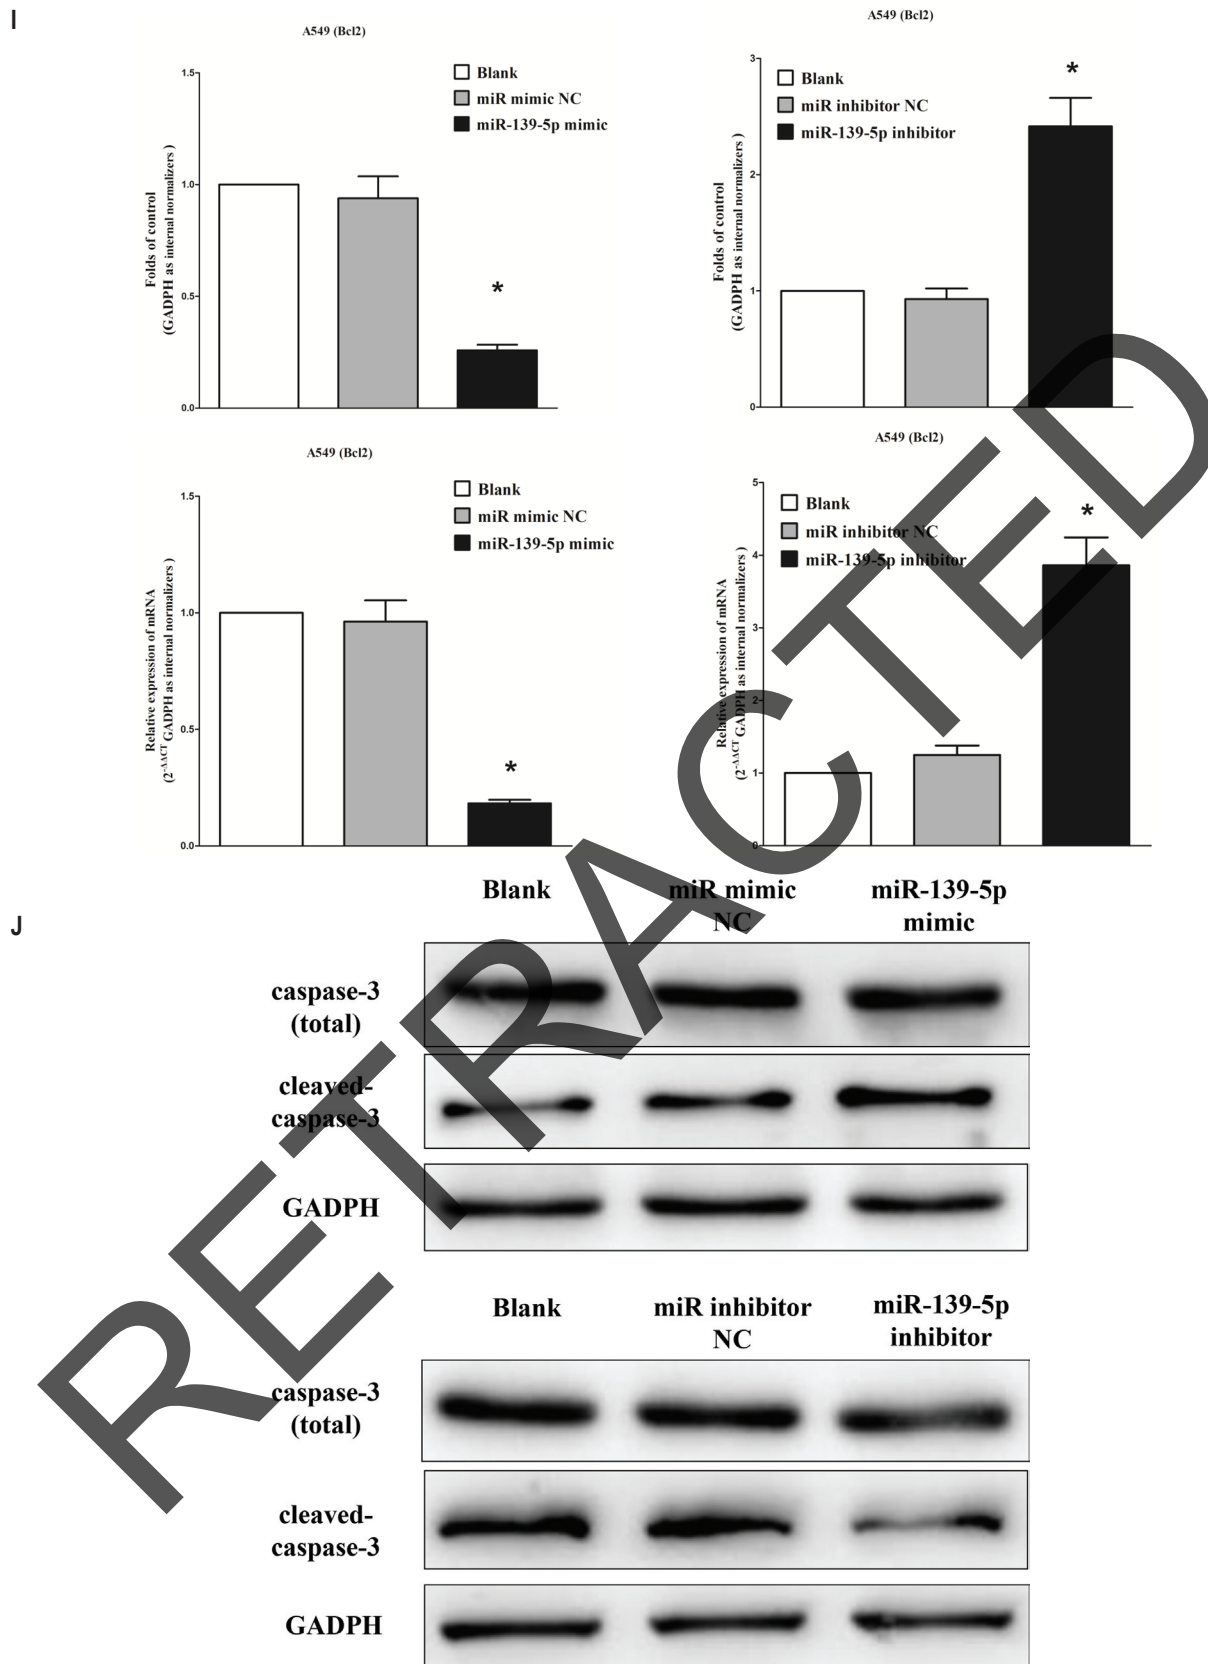 I
A549 (Bcl2)
1.5
1.0
0.5
0.0
Folds of control
(GADPH as internal normalizers )
Blank
miR mimic NC
miR-139-5p mimic
*
A549 (Bcl2)
3
2
1
0
Folds of control
(GADPH as internal normalizers )
Blank
miR inhibitor NC
miR-139-5p inhibitor
*
A549 (Bcl2)
1.5
1.0
0.5
0.0
Relative expression of mRNA
(2-ΔΔCT GADPH as internal normalizers )
Blank
miR mimic NC
miR-139-5p mimic
*
A549 (Bcl2)
5
4
3
2
1
0
Relative expression of mRNA
(2-ΔΔCT GADPH as internal normalizers )
Blank
miR inhibitor NC
miR-139-5p inhibitor
*
J
Blank
miR mimic
NC
miR-139-5p
mimic
caspase-3
(total)
cleaved-
caspase-3
GADPH
Blank
miR inhibitor
NC
miR-139-5p
inhibitor
caspase-3
(total)
cleaved-
caspase-3
GADPH
RETRACTED